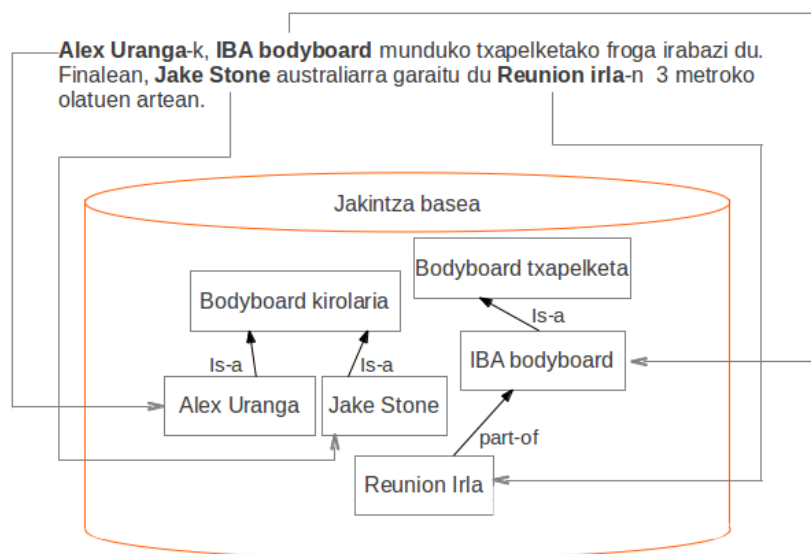 Alex Uranga-k, IBA bodyboard munduko txapelketako froga irabazi du.
Finalean, Jake Stone australiarra garaitu du Reunion irla-n 3 metroko
olatuen artean.
Jakintza basea
Bodyboard txapelketa
Bodyboard kirolaria
Is-a
IBA bodyboard
Is-a
Is-a
Alex Uranga
Jake Stone
part-of
Reunion Irla